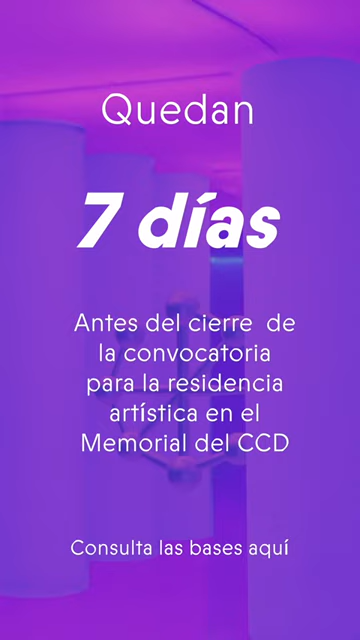 Quedan
7 días
Antes del cierre de
la convocatoria
para la residencia
artística en el
Memorial del CCD
Consulta las bases aquí